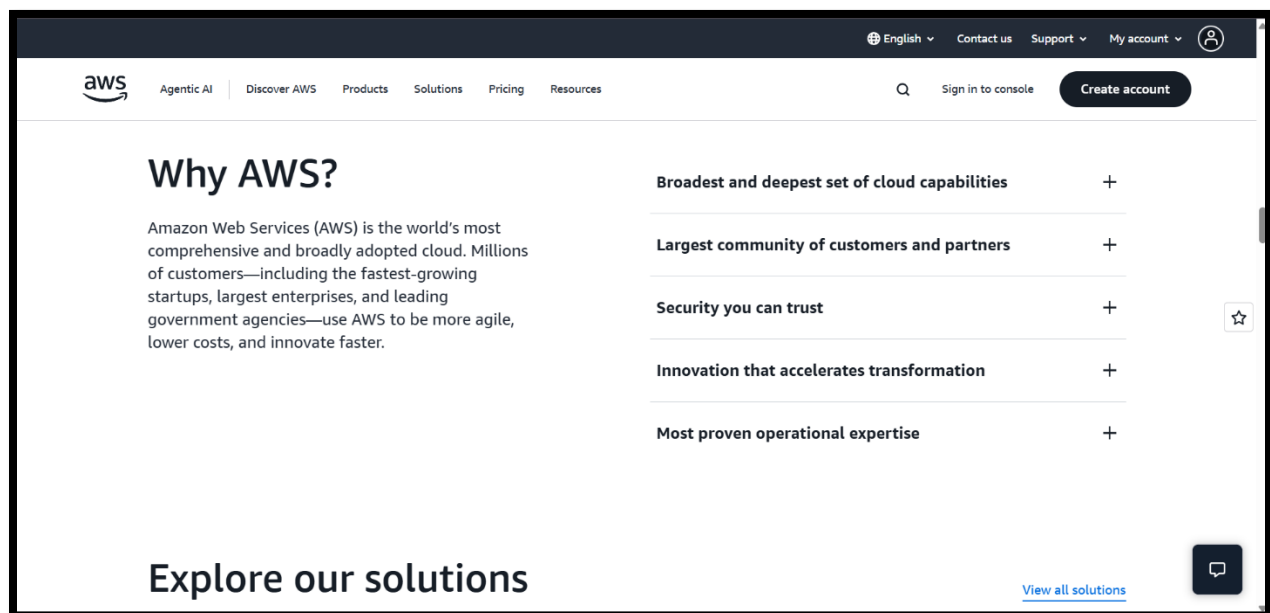 English
Contact us
Support
My account
aws
Agentic AI
Discover AWS
Products
Solutions
Pricing
Resources
Sign in to console
Create account
Why AWS?
Amazon Web Services (AWS) is the world’s most
comprehensive and broadly adopted cloud. Millions
of customers—including the fastest-growing
startups, largest enterprises, and leading
government agencies—use AWS to be more agile,
lower costs, and innovate faster.
Broadest and deepest set of cloud capabilities
Largest community of customers and partners
Security you can trust
Innovation that accelerates transformation
Most proven operational expertise
Explore our solutions
View all solutions